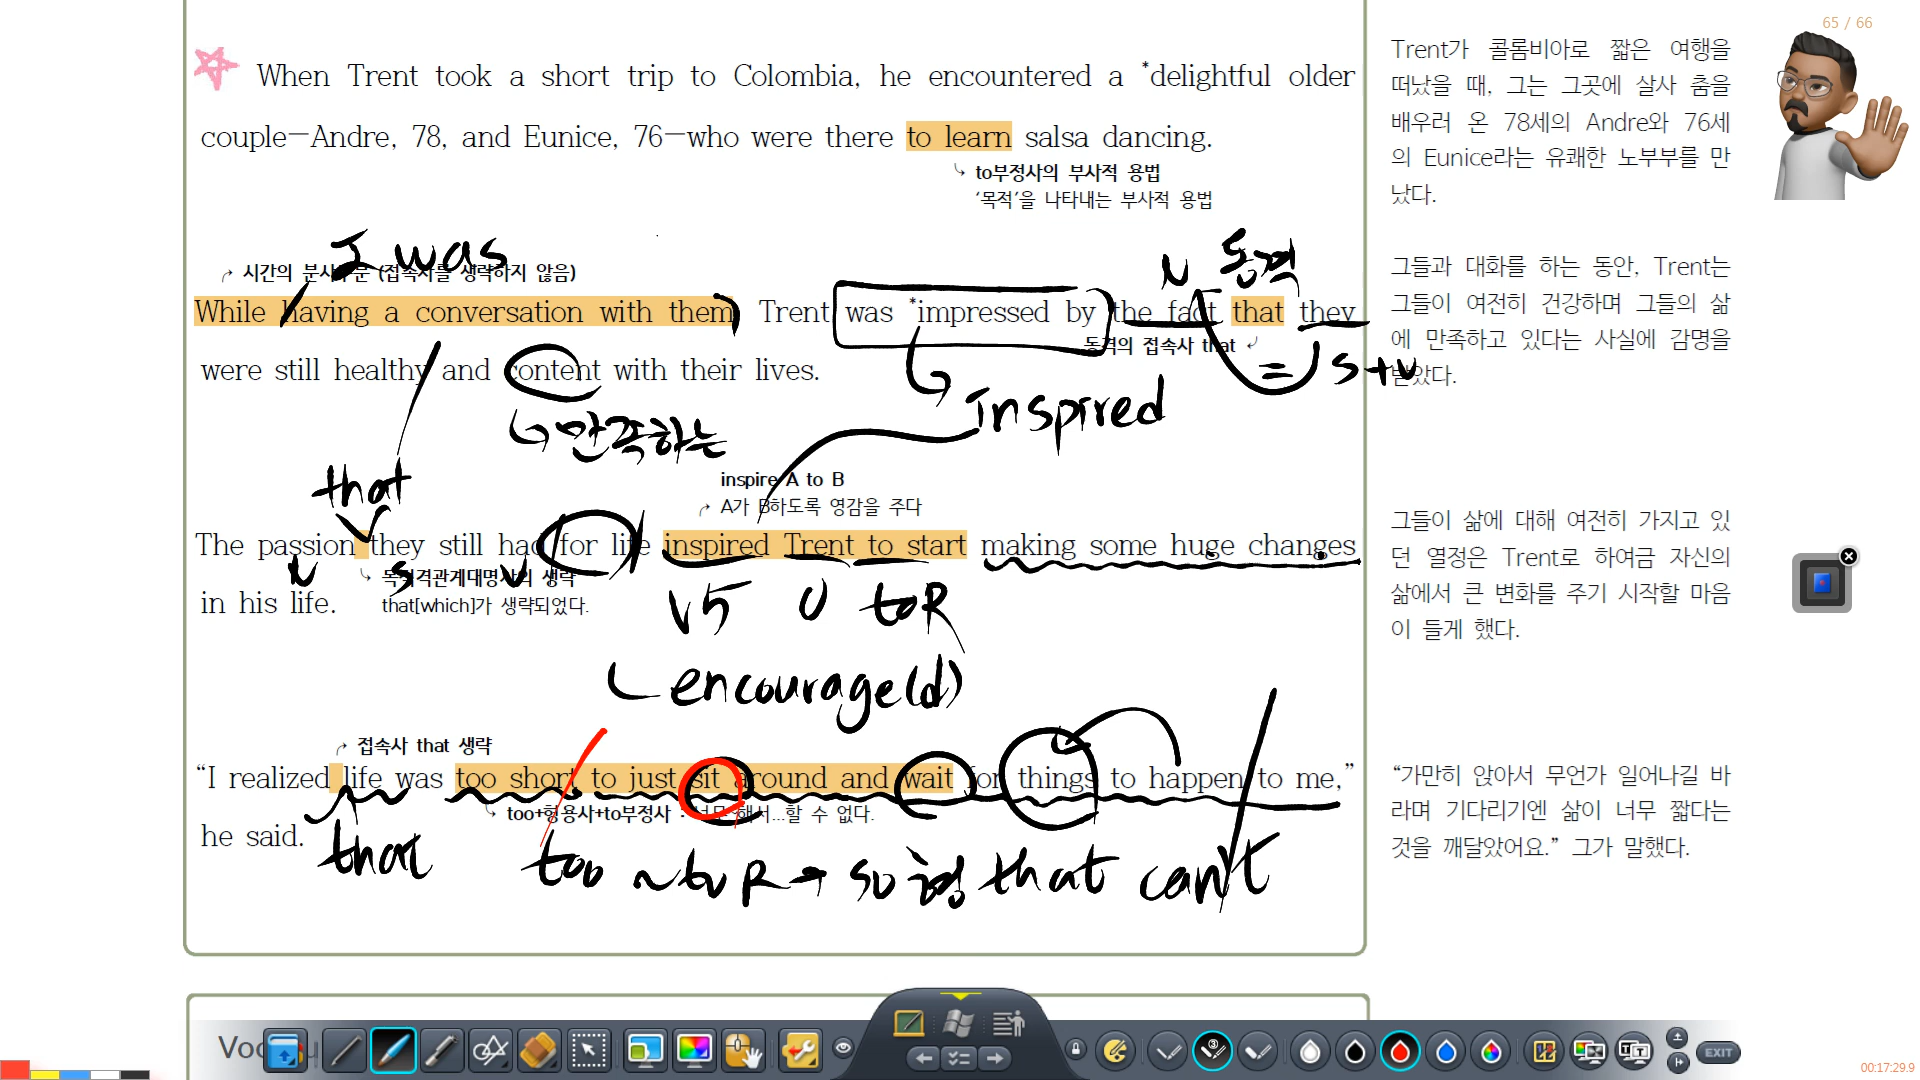 65 / 66
When Trent took a short trip to Colombia, he encountered a *delightful older
couple—Andre, 78, and Eunice, 76—who were there to learn salsa dancing.
to부정사의 부사적 용법
'목적'을 나타내는 부사적 용법
I was
N 동격
시간의 분사구문 (접속사를 생략하지 않음)
While having a conversation with them, Trent was *impressed by the fact that they
동격의 접속사 that
= S+V
were still healthy and content with their lives.
inspired
만족하는
that
inspire A to B
A가 B하도록 영감을 주다
The passion they still had for life inspired Trent to start making some huge changes
N S V
목적격관계대명사의 생략
in his life.
that[which]가 생략되었다.
V5 O toR
encourage(d)
접속사 that 생략
"I realized life was too short to just sit around and wait for things to happen to me,"
too+형용사+to부정사 : 너무 …해서…할 수 없다.
he said.
that
too ~ to R → so 형 that can't
Trent가 콜롬비아로 짧은 여행을
떠났을 때, 그는 그곳에 살사 춤을
배우러 온 78세의 Andre와 76세
의 Eunice라는 유쾌한 노부부를 만
났다.
그들과 대화를 하는 동안, Trent는
그들이 여전히 건강하며 그들의 삶
에 만족하고 있다는 사실에 감명을
받았다.
그들이 삶에 대해 여전히 가지고 있
던 열정은 Trent로 하여금 자신의
삶에서 큰 변화를 주기 시작할 마음
이 들게 했다.
"가만히 앉아서 무언가 일어나길 바
라며 기다리기엔 삶이 너무 짧다는
것을 깨달았어요." 그가 말했다.
EXIT
00:17:29.9